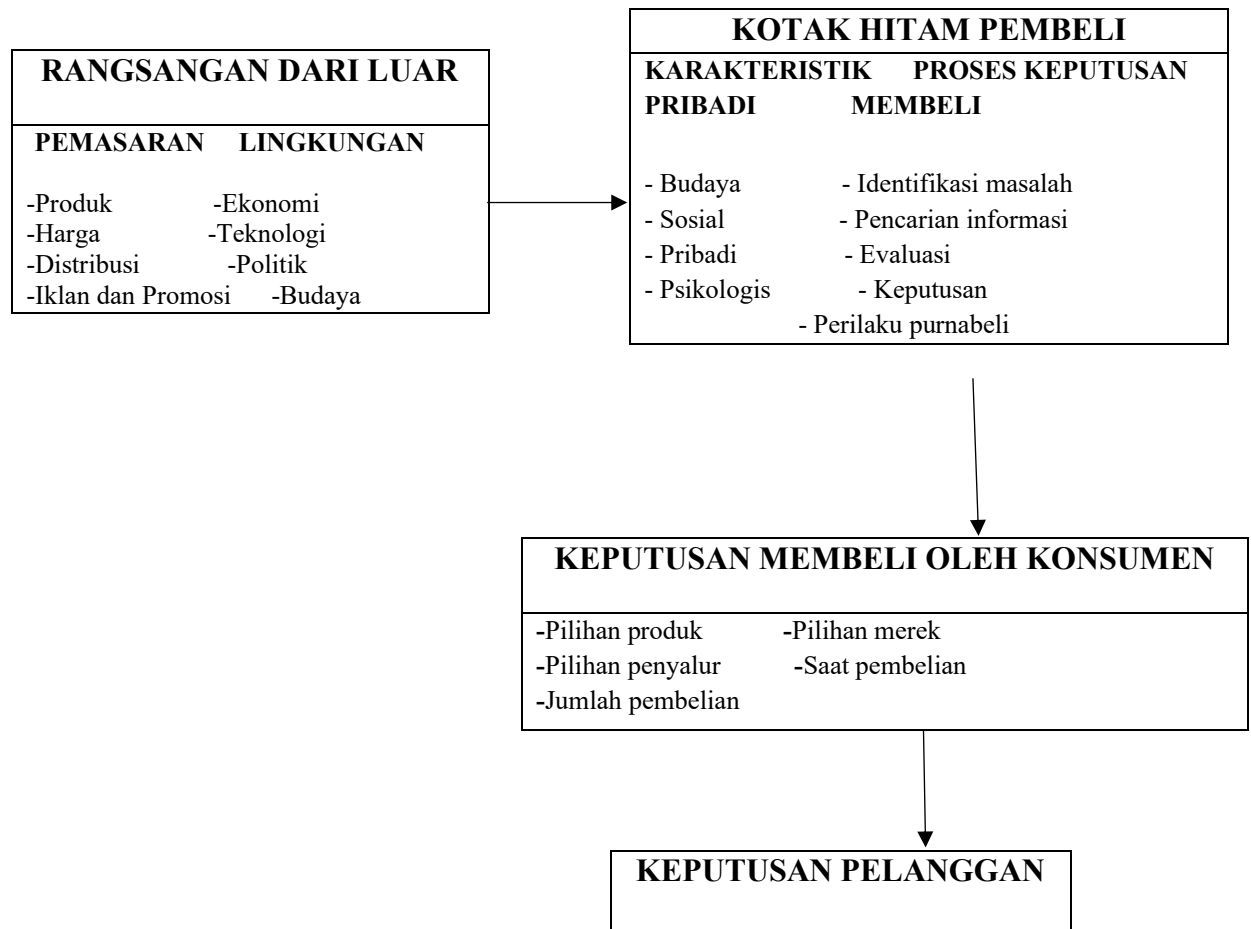 RANGSANGAN DARI LUAR
PEMASARAN LINGKUNGAN
-Produk -Ekonomi
-Harga -Teknologi
-Distribusi -Politik
-Iklan dan Promosi -Budaya
KOTAK HITAM PEMBELI
KARAKTERISTIK PROSES KEPUTUSAN
PRIBADI MEMBELI
- Budaya - Identifikasi masalah
- Sosial - Pencarian informasi
- Pribadi - Evaluasi
- Psikologis - Keputusan
- Perilaku purnabeli
KEPUTUSAN MEMBELI OLEH KONSUMEN
-Pilihan produk -Pilihan merek
-Pilihan penyalur -Saat pembelian
-Jumlah pembelian
KEPUTUSAN PELANGGAN